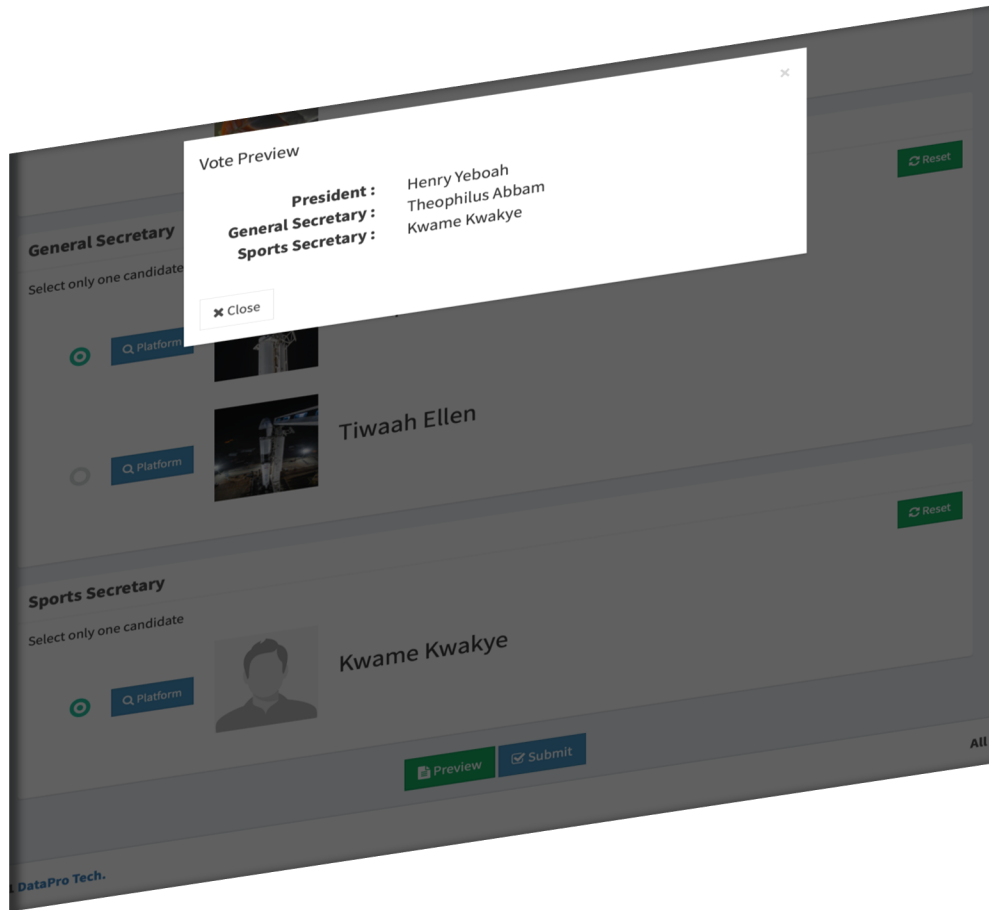 ×
Vote Preview
President : Henry Yeboah
General Secretary : Theophilus Abbam
Sports Secretary : Kwame Kwakye
Close
Reset
General Secretary
Select only one candidate
Platform
Platform
Tiwaah Ellen
Reset
Sports Secretary
Select only one candidate
Platform
Kwame Kwakye
Preview Submit
All
DataPro Tech.